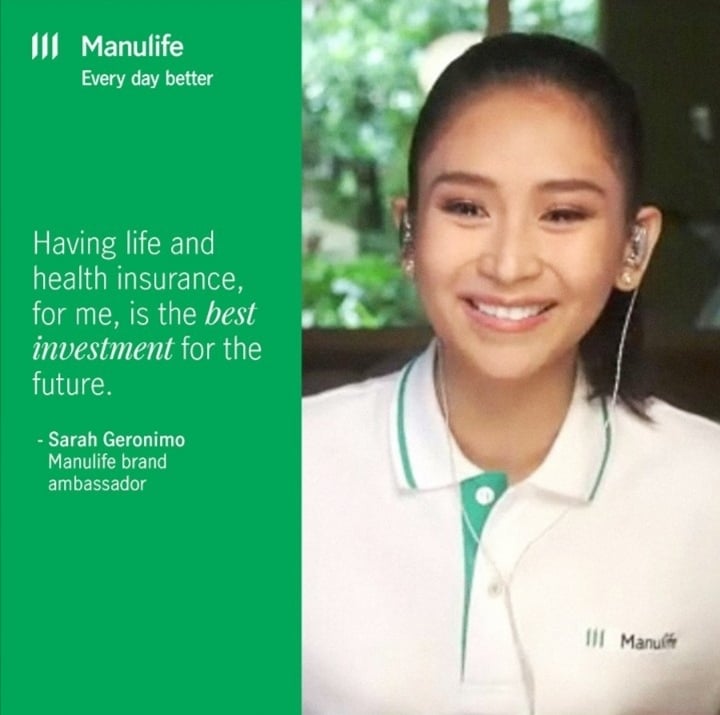 Manulife
Every day better
Having life and
health insurance,
for me, is the best
investment for the
future.
- Sarah Geronimo
Manulife brand
ambassador
Manulife